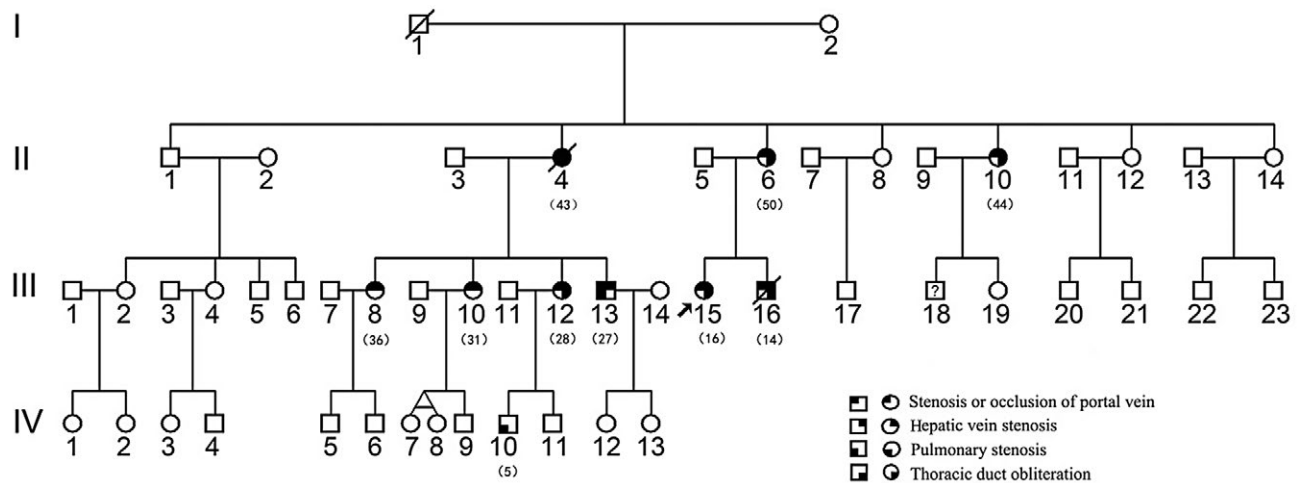 I
1 2
II
1 2 3 4 5 6 7 8 9 10 11 12 13 14
(43) (50) (44)
III
?
1 2 3 4 5 6 7 8 9 10 11 12 13 14 15 16 17 18 19 20 21 22 23
(36) (31) (28) (27) (16) (14)
IV
1 2 3 4 5 6 7 8 9 10 11 12 13
(5)
Stenosis or occlusion of portal vein
Hepatic vein stenosis
Pulmonary stenosis
Thoracic duct obliteration